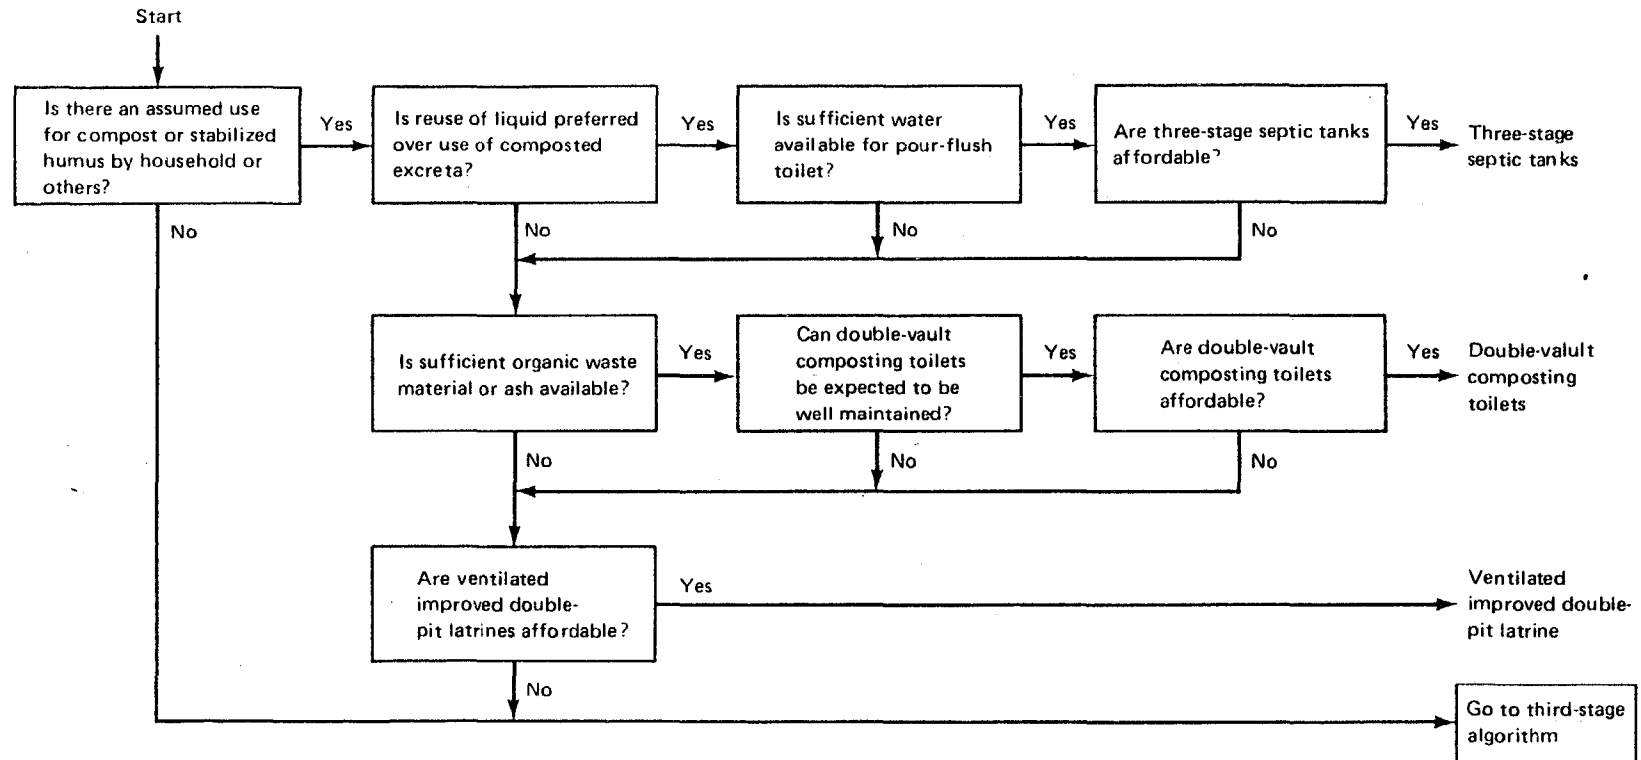 Start
Is there an assumed use
for compost or stabilized
humus by household or
others?
Yes
Is reuse of liquid preferred
over use of composted
excreta?
Yes
Is sufficient water
available for pour-flush
toilet?
Yes
Are three-stage septic tanks
affordable?
Yes
Three-stage
septic tanks
No
No
No
No
Is sufficient organic waste
material or ash available?
Yes
Can double-vault
composting toilets
be expected to be
well maintained?
Yes
Are double-vault
composting toilets
affordable?
Yes
Double-valult
composting
toilets
No
No
No
Are ventilated
improved double-
pit latrines affordable?
Yes
Ventilated
improved double-
pit latrine
No
Go to third-stage
algorithm